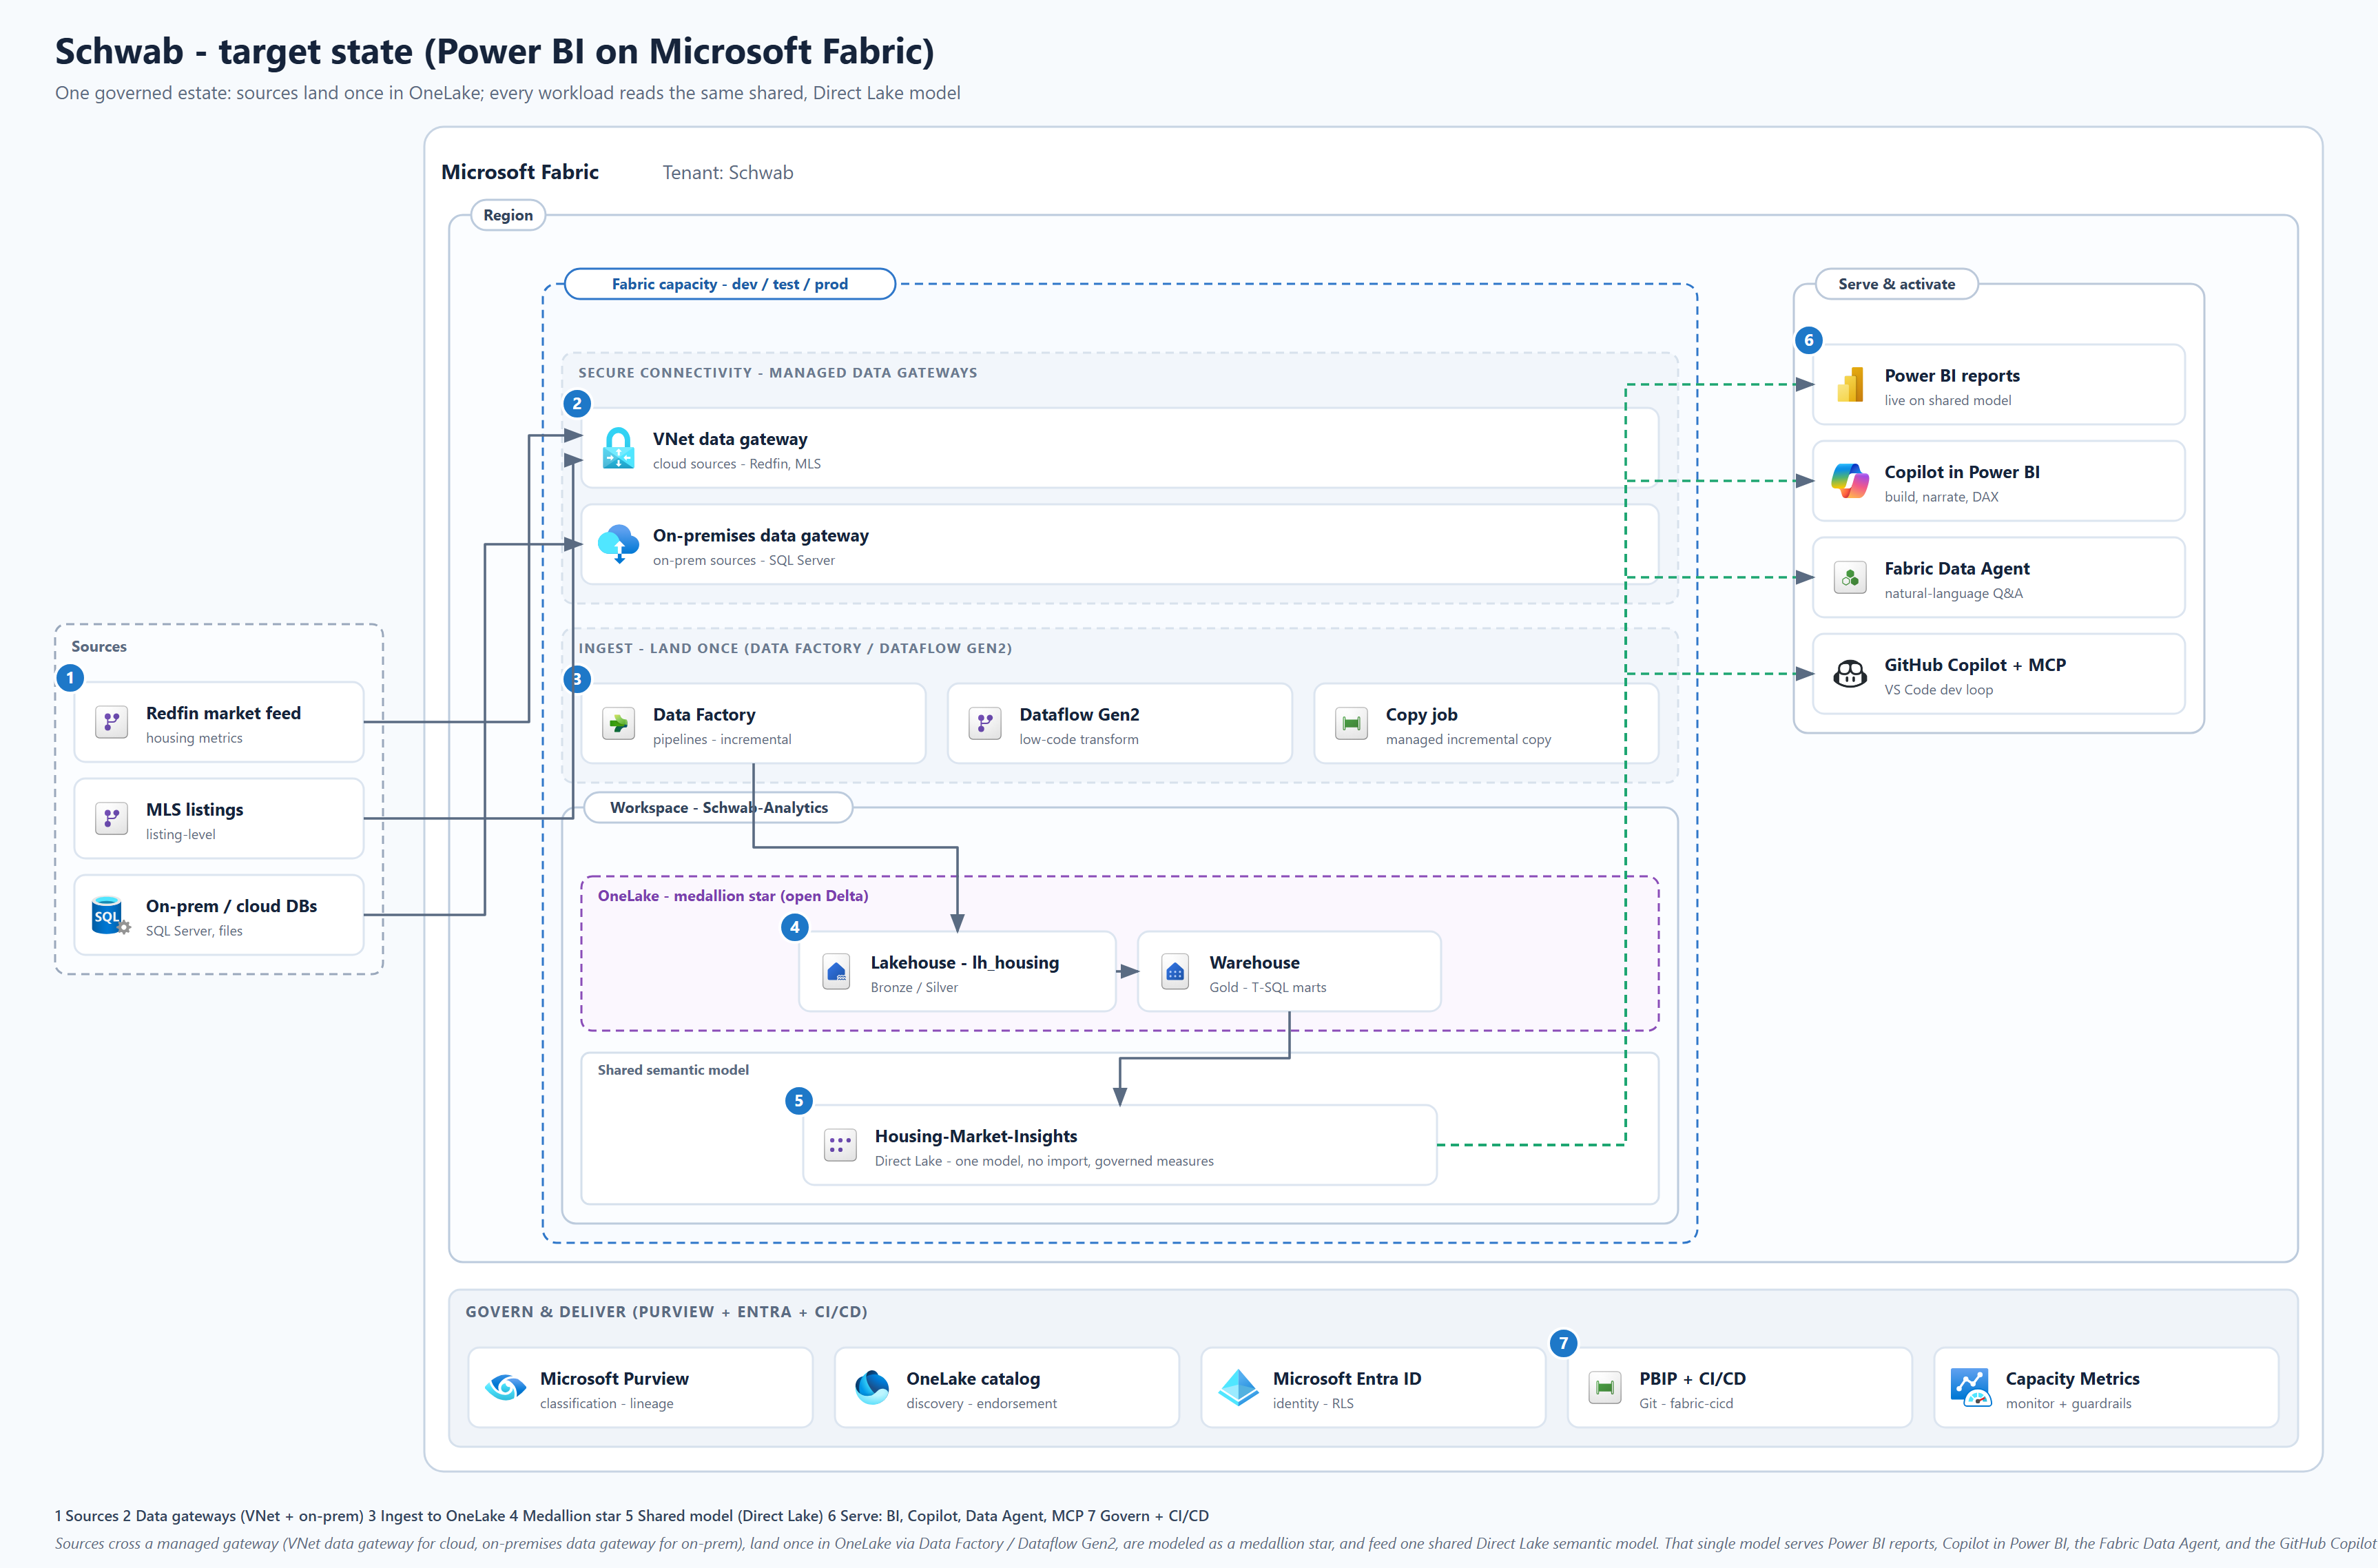 Schwab - target state (Power BI on Microsoft Fabric)
One governed estate: sources land once in OneLake; every workload reads the same shared, Direct Lake model
Microsoft Fabric
Tenant: Schwab
Region
Fabric capacity - dev / test / prod
SECURE CONNECTIVITY - MANAGED DATA GATEWAYS
2
VNet data gateway
cloud sources - Redfin, MLS
On-premises data gateway
on-prem sources - SQL Server
Sources
1
Redfin market feed
housing metrics
MLS listings
listing-level
SQL
On-prem / cloud DBs
SQL Server, files
INGEST - LAND ONCE (DATA FACTORY / DATAFLOW GEN2)
3
Data Factory
pipelines - incremental
Dataflow Gen2
low-code transform
Copy job
managed incremental copy
Workspace - Schwab-Analytics
OneLake - medallion star (open Delta)
4
Lakehouse - lh_housing
Bronze / Silver
Warehouse
Gold - T-SQL marts
Shared semantic model
5
Housing-Market-Insights
Direct Lake - one model, no import, governed measures
Serve & activate
6
Power BI reports
live on shared model
Copilot in Power BI
build, narrate, DAX
Fabric Data Agent
natural-language Q&A
GitHub Copilot + MCP
VS Code dev loop
GOVERN & DELIVER (PURVIEW + ENTRA + CI/CD)
Microsoft Purview
classification - lineage
OneLake catalog
discovery - endorsement
Microsoft Entra ID
identity - RLS
7
PBIP + CI/CD
Git - fabric-cicd
Capacity Metrics
monitor + guardrails
1 Sources 2 Data gateways (VNet + on-prem) 3 Ingest to OneLake 4 Medallion star 5 Shared model (Direct Lake) 6 Serve: BI, Copilot, Data Agent, MCP 7 Govern + CI/CD
Sources cross a managed gateway (VNet data gateway for cloud, on-premises data gateway for on-prem), land once in OneLake via Data Factory / Dataflow Gen2, are modeled as a medallion star, and feed one shared Direct Lake semantic model. That single model serves Power BI reports, Copilot in Power BI, the Fabric Data Agent, and the GitHub Copilot